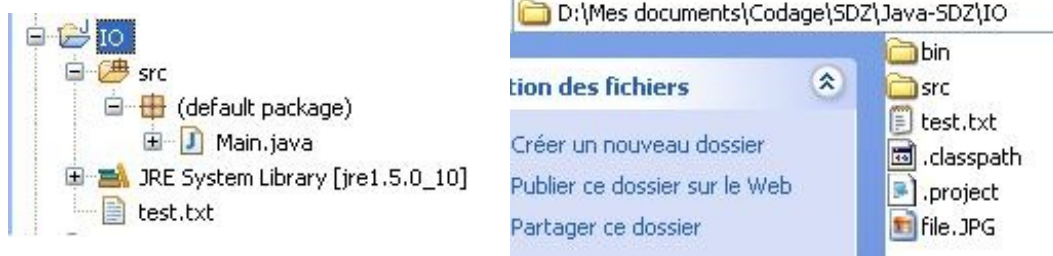 IO
src
(default package)
Main.java
JRE System Library [jre1.5.0_10]
test.txt
D:\Mes documents\Codage\SDZ\Java-SDZ\IO
tion des fichiers
Créer un nouveau dossier
Publier ce dossier sur le Web
Partager ce dossier
bin
src
test.txt
.classpath
.project
file.JPG